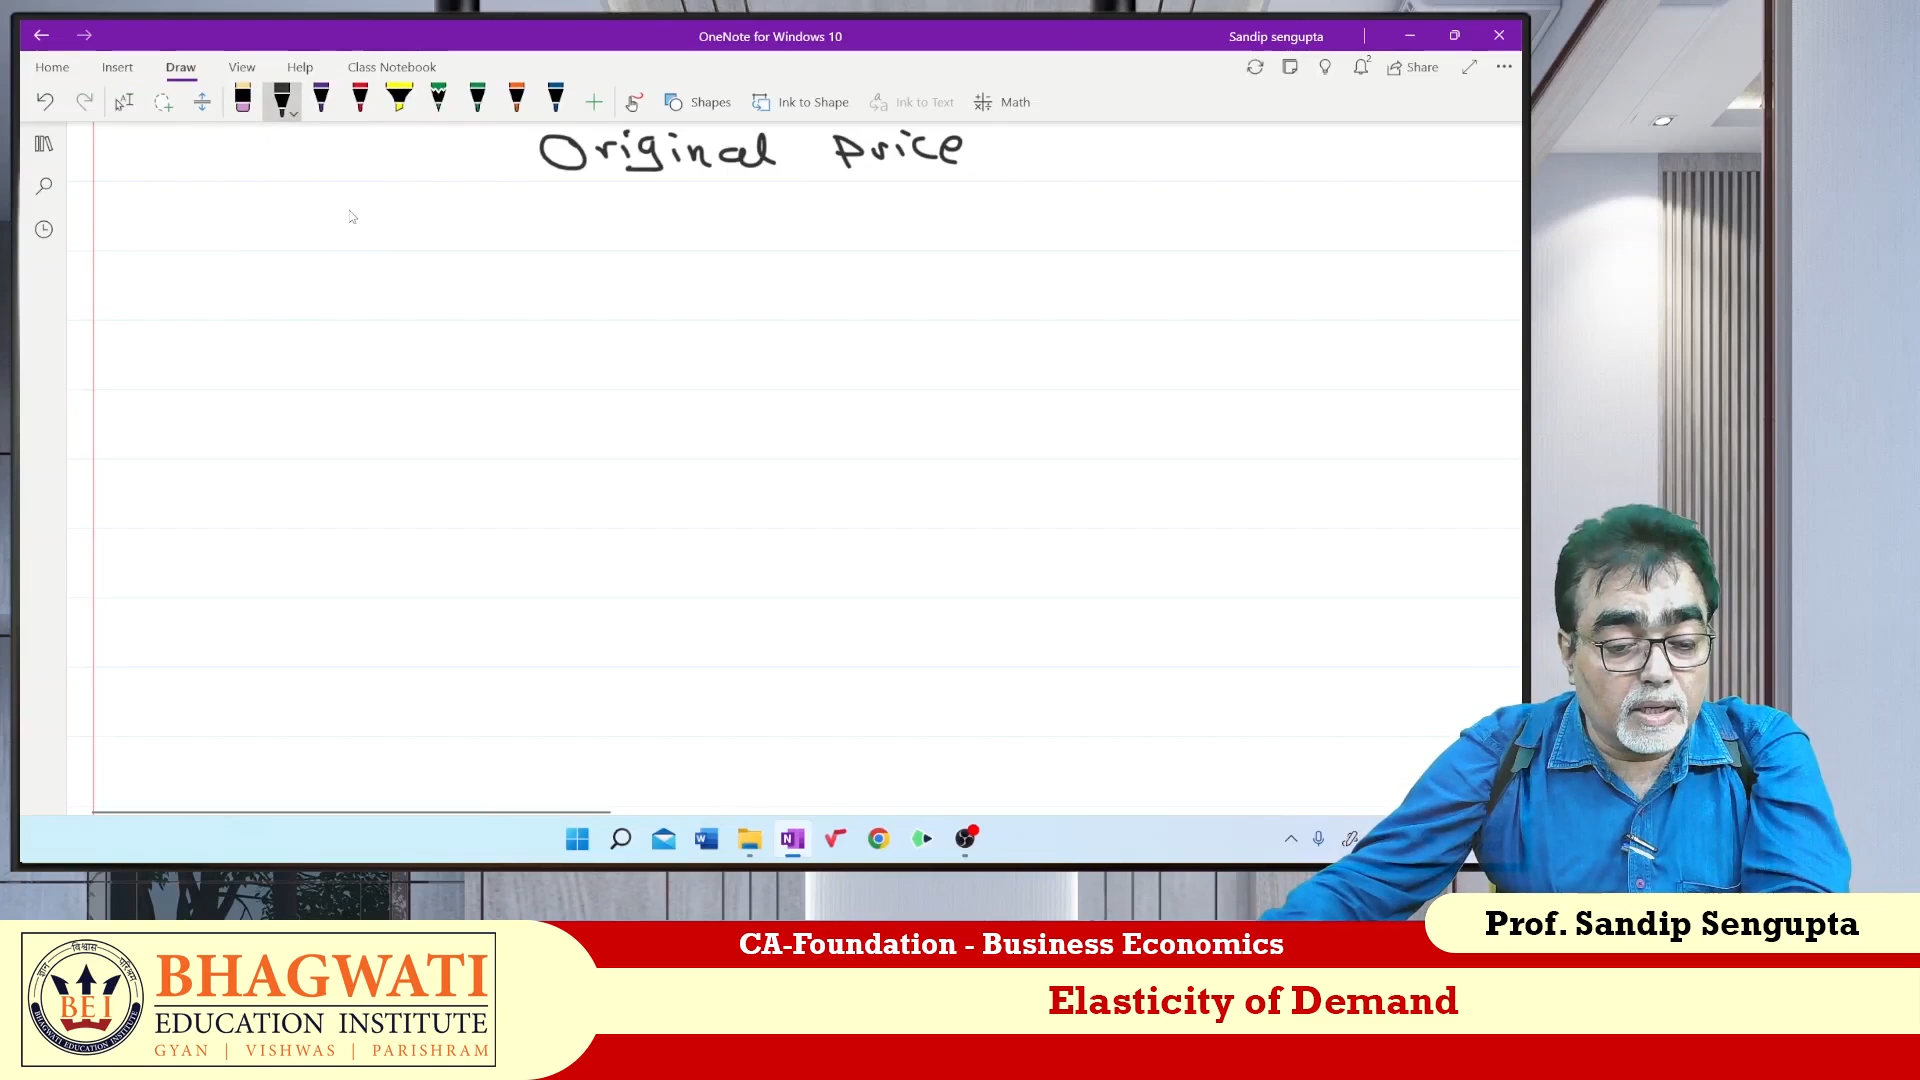 OneNote for Windows 10
Sandip sengupta
Home Insert Draw View Help Class Notebook
2
Share
Shapes
Ink to Shape
Ink to Text
Math
Original Price
Prof. Sandip Sengupta
CA-Foundation - Business Economics
Elasticity of Demand
विश्वास
BEI
BHAGWATI
EDUCATION INSTITUTE
GYAN | VISHWAS | PARISHRAM